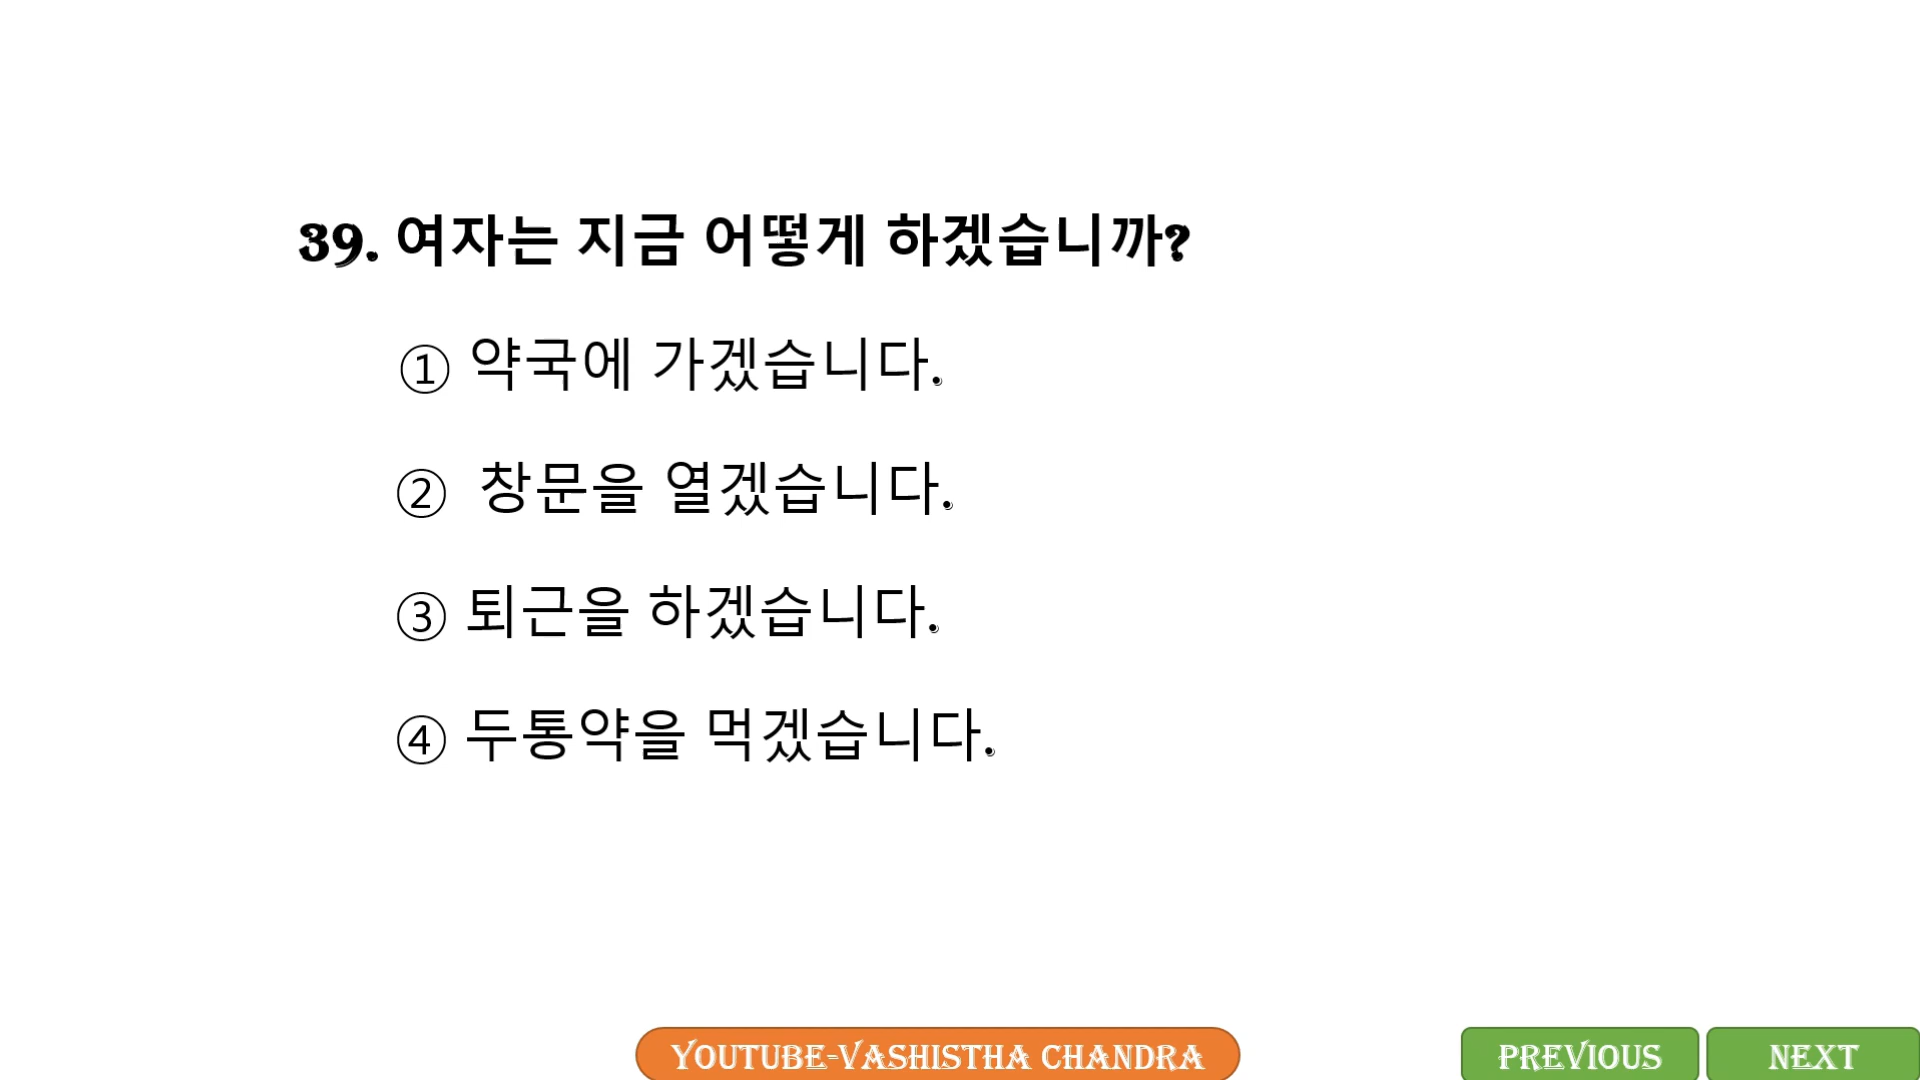 39. 여자는 지금 어떻게 하겠습니까?
① 약국에 가겠습니다.
② 창문을 열겠습니다.
③ 퇴근을 하겠습니다.
④ 두통약을 먹겠습니다.
YOUTUBE-VASHISTHA CHANDRA
PREVIOUS
NEXT